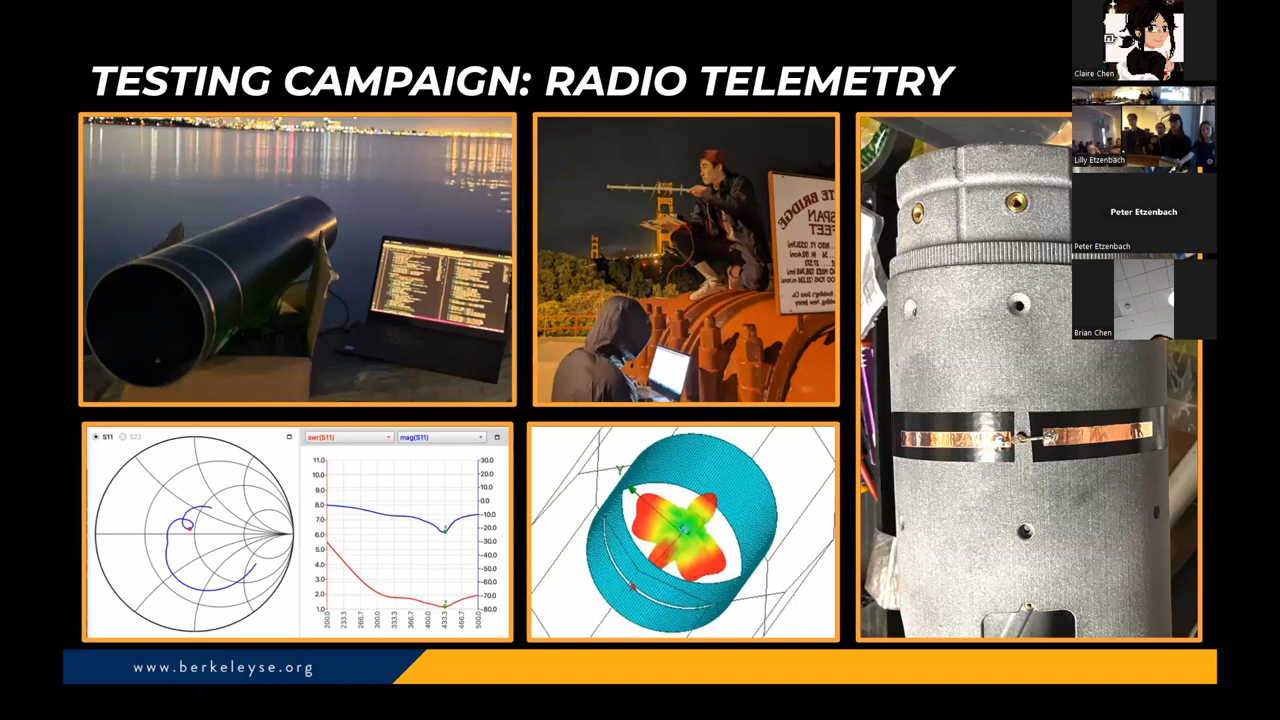 TESTING CAMPAIGN: RADIO TELEMETRY
Claire Chen
Lilly Etzenbach
Peter Etzenbach
Peter Etzenbach
Brian Chen
S11
S22
swr(S11)
mag(S11)
11.0
10.0
9.0
8.0
7.0
6.0
5.0
4.0
3.0
2.0
1.0
30.0
20.0
10.0
0.0
-10.0
-20.0
-30.0
-40.0
-50.0
-60.0
-70.0
-80.0
200.0
233.3
266.7
300.0
333.3
366.7
400.0
433.3
466.7
500.0
Y
www.berkeleyse.org